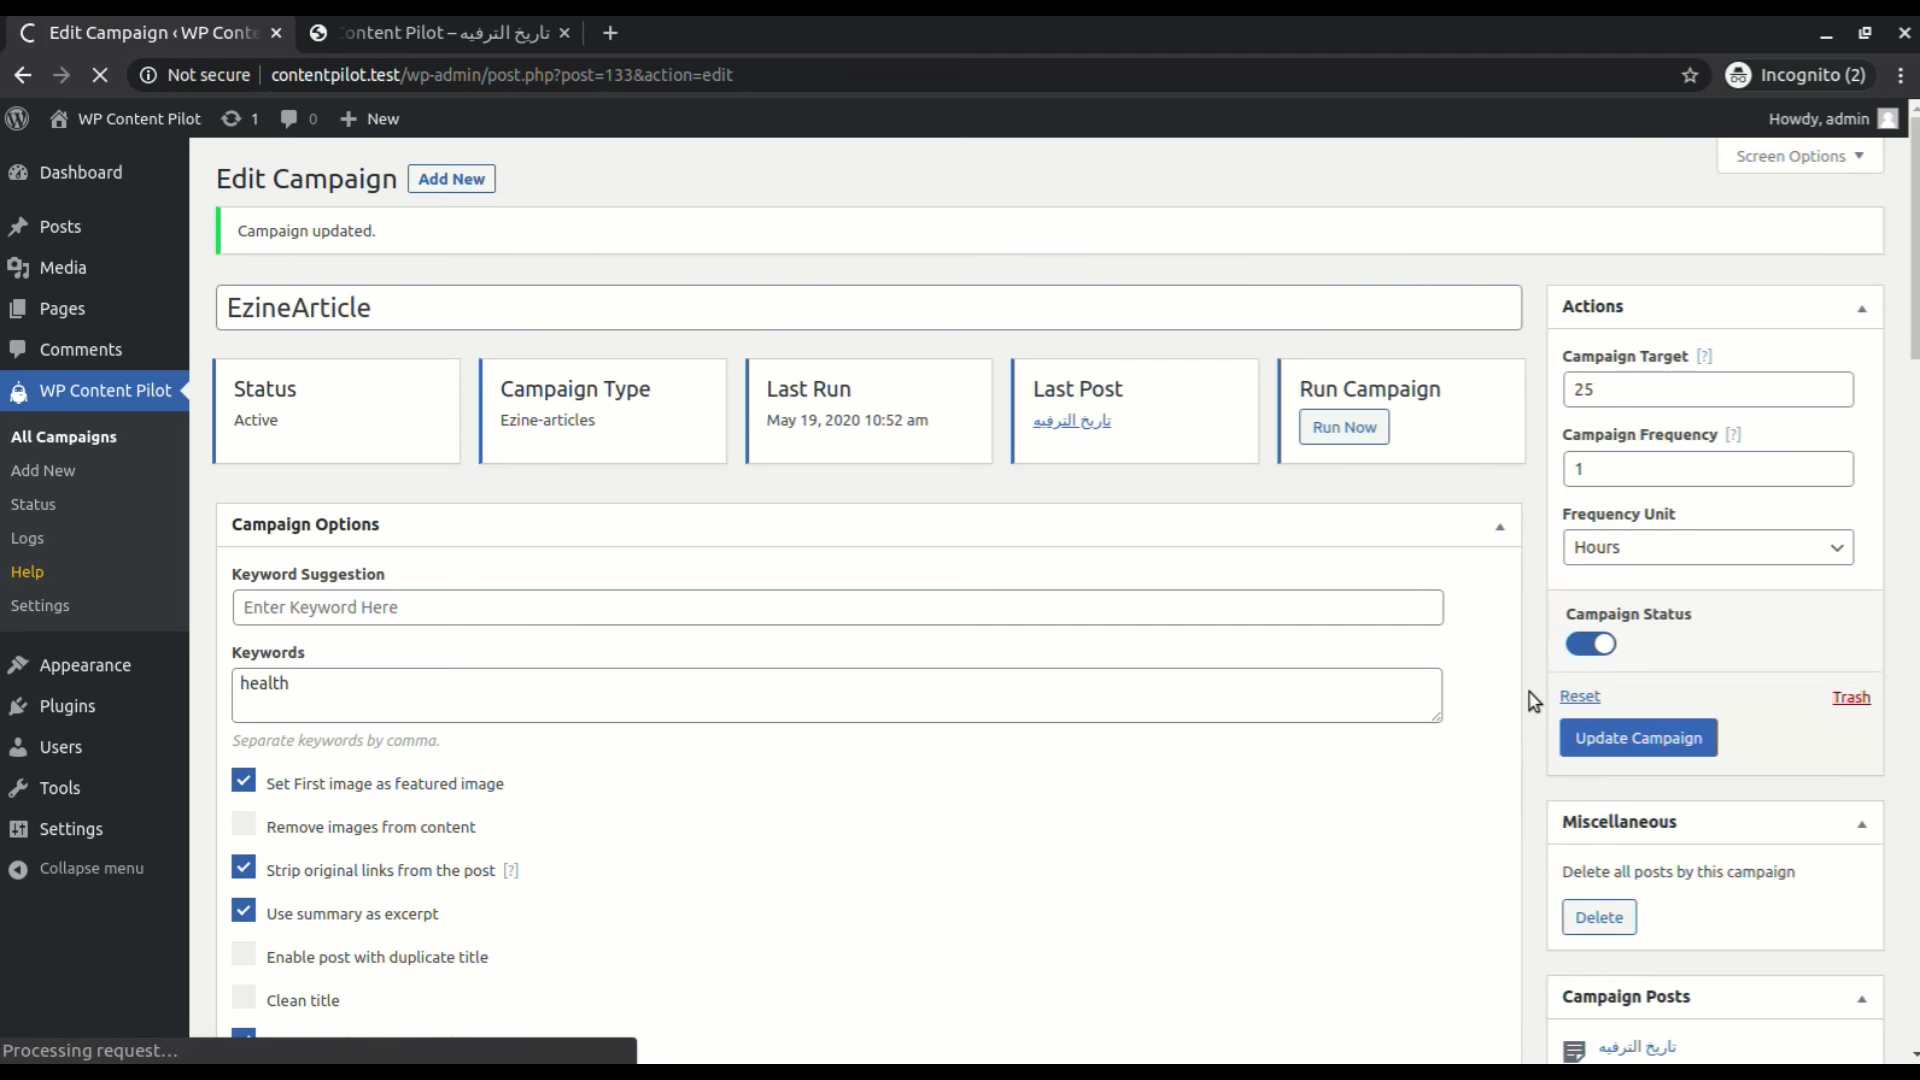 Edit Campaign ‹ WP Conte
ontent Pilot – تاريخ الترفيه
Not secure
contentpilot.test/wp-admin/post.php?post=133&action=edit
Incognito (2)
WP Content Pilot
1
0
New
Howdy, admin
Dashboard
Posts
Media
Pages
Comments
WP Content Pilot
All Campaigns
Add New
Status
Logs
Help
Settings
Appearance
Plugins
Users
Tools
Settings
Collapse menu
Processing request...
Screen Options
Edit Campaign
Add New
Campaign updated.
EzineArticle
Status
Active
Campaign Type
Ezine-articles
Last Run
May 19, 2020 10:52 am
Last Post
تاريخ الترفيه
Run Campaign
Run Now
Campaign Options
Keyword Suggestion
Enter Keyword Here
Keywords
health
Separate keywords by comma.
Set First image as featured image
Remove images from content
Strip original links from the post [?]
Use summary as excerpt
Enable post with duplicate title
Clean title
Actions
Campaign Target [?]
25
Campaign Frequency [?]
1
Frequency Unit
Hours
Campaign Status
Reset
Trash
Update Campaign
Miscellaneous
Delete all posts by this campaign
Delete
Campaign Posts
تاريخ الترفيه